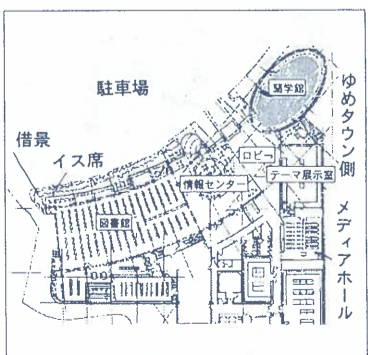 駐車場
蘭学館
ゆめタウン側
借景
イス席
ロビー
情報センター
テーマ展示室
図書館
メディアホール